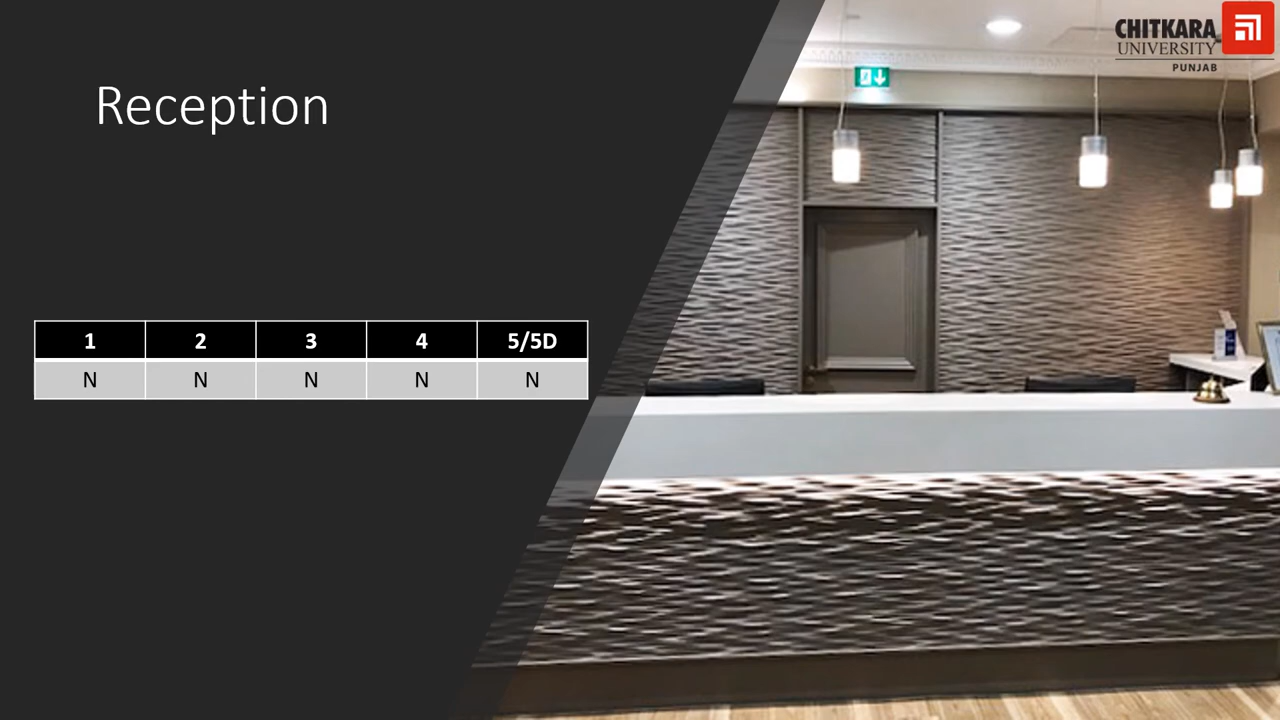 CHITKARA
UNIVERSITY
PUNJAB
Reception
1 2 3 4 5/5D
N N N N N